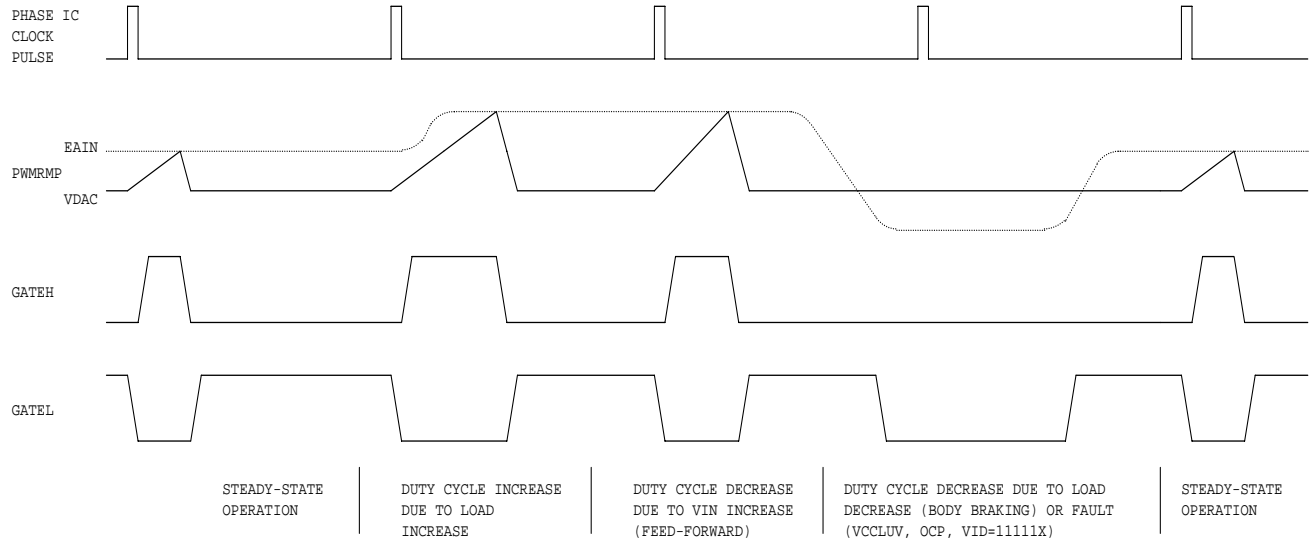 PHASE IC
CLOCK
PULSE
EAIN
PWMRMP
VDAC
GATEH
GATEL
STEADY-STATE
OPERATION
DUTY CYCLE INCREASE
DUE TO LOAD
INCREASE
DUTY CYCLE DECREASE
DUE TO VIN INCREASE
(FEED-FORWARD)
DUTY CYCLE DECREASE DUE TO LOAD
DECREASE (BODY BRAKING) OR FAULT
(VCCLUV, OCP, VID=11111X)
STEADY-STATE
OPERATION